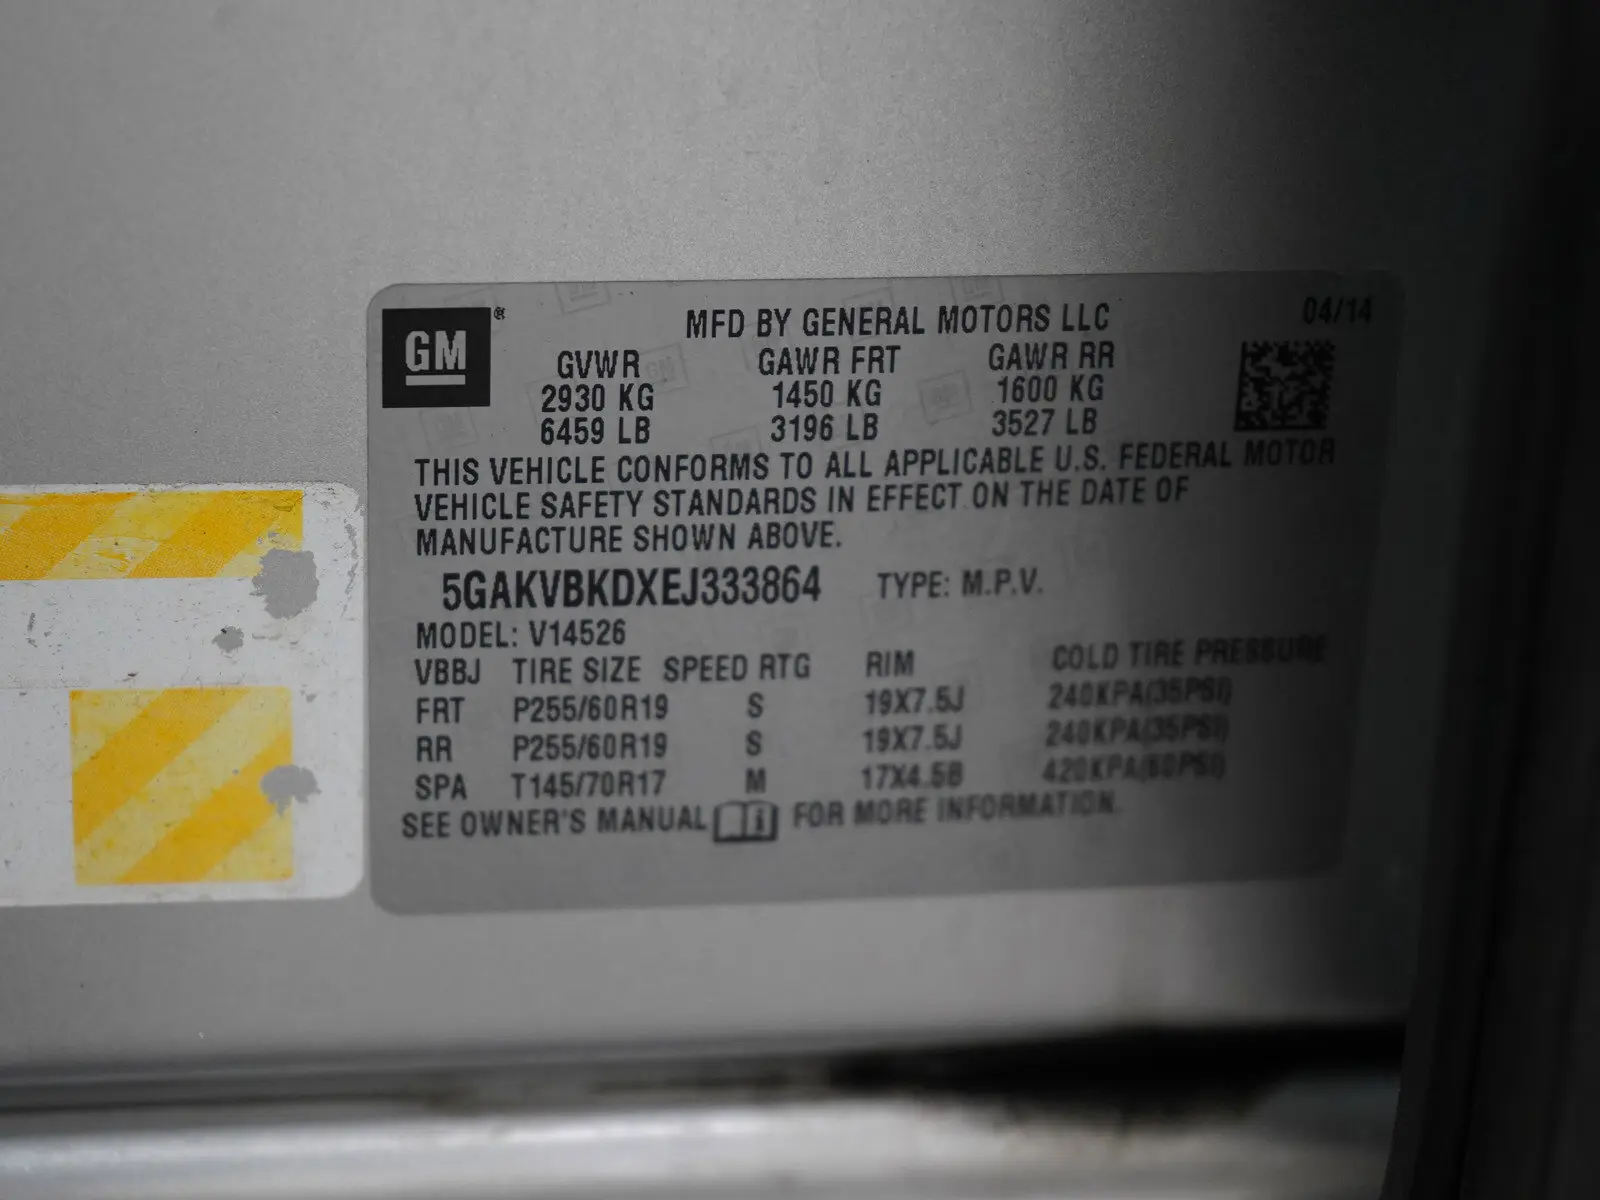 GM®
MFD BY GENERAL MOTORS LLC 04/14
GVWR GAWR FRT GAWR RR
2930 KG 1450 KG 1600 KG
6459 LB 3196 LB 3527 LB
THIS VEHICLE CONFORMS TO ALL APPLICABLE U.S. FEDERAL MOTOR
VEHICLE SAFETY STANDARDS IN EFFECT ON THE DATE OF
MANUFACTURE SHOWN ABOVE.
5GAKVBKDXEJ333864 TYPE: M.P.V.
MODEL: V14526
VBBJ TIRE SIZE SPEED RTG RIM COLD TIRE PRESSURE
FRT P255/60R19 S 19X7.5J 240KPA(35PSI)
RR P255/60R19 S 19X7.5J 240KPA(35PSI)
SPA T145/70R17 M 17X4.5B 420KPA(60PSI)
SEE OWNER'S MANUAL i FOR MORE INFORMATION.